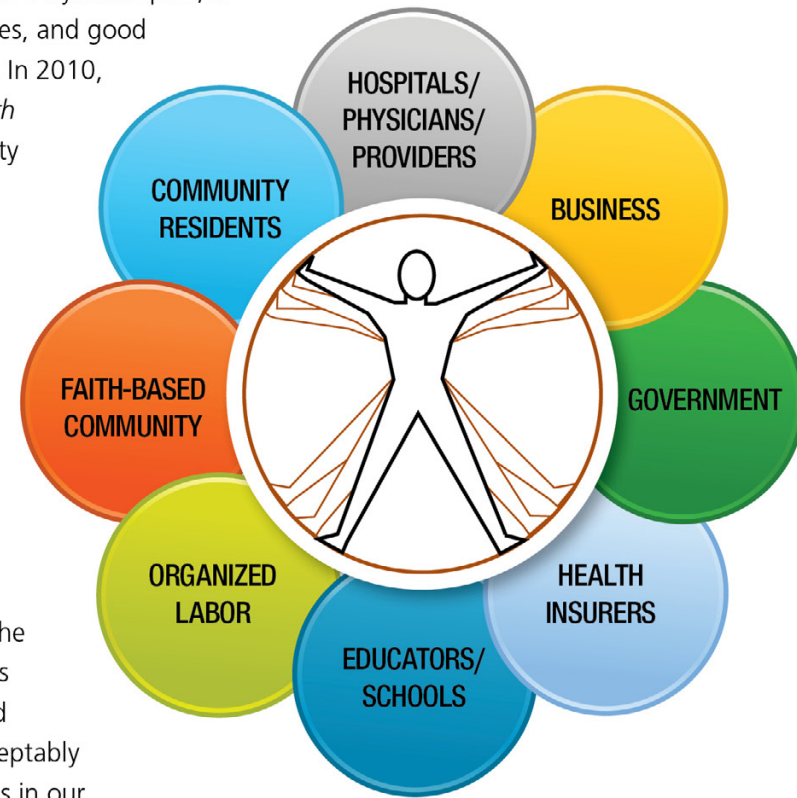 es, and good
In 2010,
HOSPITALS/
PHYSICIANS/
PROVIDERS
COMMUNITY
RESIDENTS
BUSINESS
FAITH-BASED
COMMUNITY
GOVERNMENT
ORGANIZED
LABOR
HEALTH
INSURERS
EDUCATORS/
SCHOOLS
he
s
d
eptably
s in our